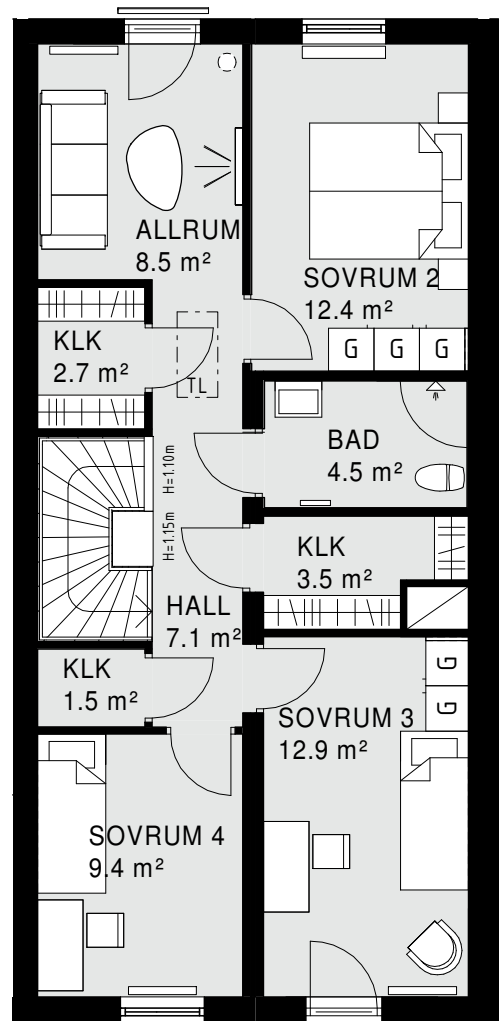 ALLRUM
8.5 m²
SOVRUM 2
12.4 m²
G G G
KLK
2.7 m²
TL
BAD
4.5 m²
H=1.10m
H=1.15m
KLK
3.5 m²
HALL
7.1 m²
KLK
1.5 m²
G
G
SOVRUM 3
12.9 m²
SOVRUM 4
9.4 m²